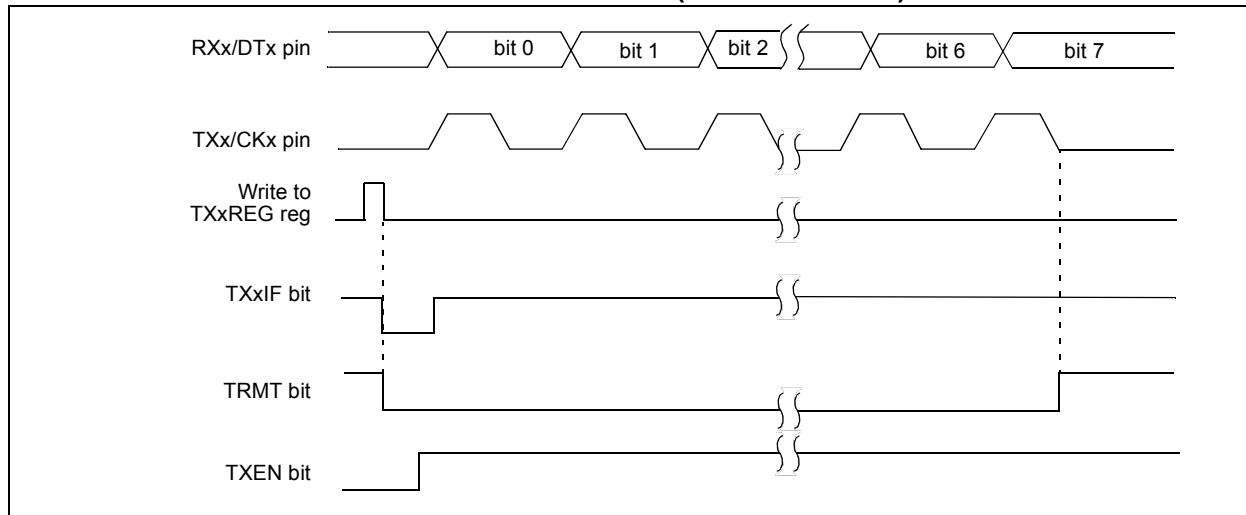 RXx/DTx pin
bit 0 bit 1 bit 2 bit 6 bit 7
TXx/CKx pin
Write to
TXxREG reg
TXxIF bit
TRMT bit
TXEN bit